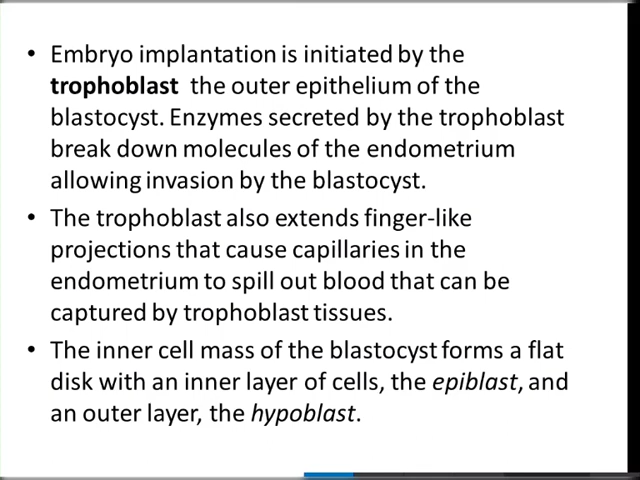 • Embryo implantation is initiated by the
trophoblast the outer epithelium of the
blastocyst. Enzymes secreted by the trophoblast
break down molecules of the endometrium
allowing invasion by the blastocyst.
• The trophoblast also extends finger-like
projections that cause capillaries in the
endometrium to spill out blood that can be
captured by trophoblast tissues.
• The inner cell mass of the blastocyst forms a flat
disk with an inner layer of cells, the epiblast, and
an outer layer, the hypoblast.